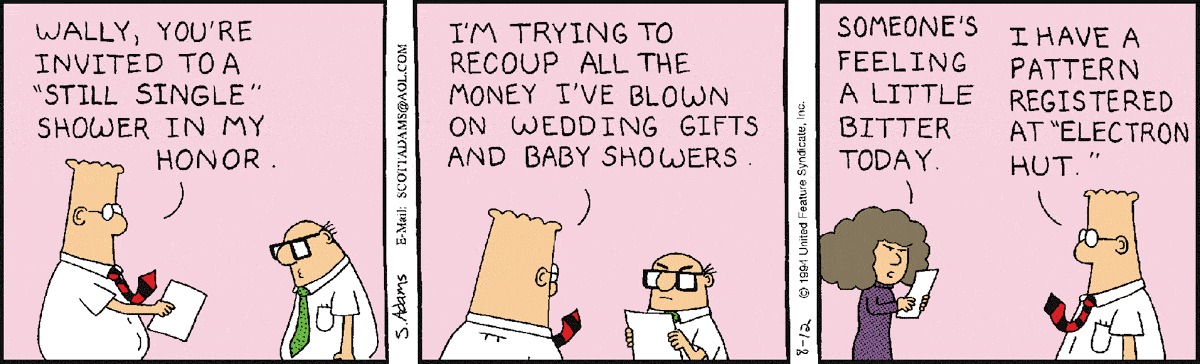 WALLY, YOU'RE
INVITED TO A
"STILL SINGLE"
SHOWER IN MY
HONOR.
S. Adams
E-Mail: SCOTTADAMS@AOL.COM
I'M TRYING TO
RECOUP ALL THE
MONEY I'VE BLOWN
ON WEDDING GIFTS
AND BABY SHOWERS.
8-12
© 1994 United Feature Syndicate, Inc.
SOMEONE'S
FEELING
A LITTLE
BITTER
TODAY.
I HAVE A
PATTERN
REGISTERED
AT "ELECTRON
HUT."